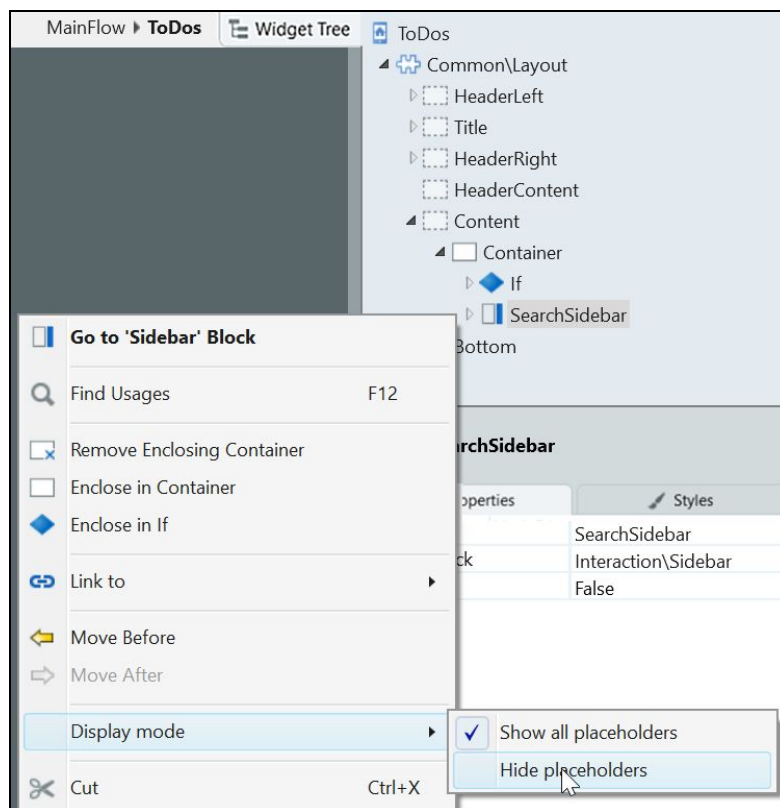 MainFlow ToDos
Widget Tree
ToDos
Common\Layout
HeaderLeft
Title
HeaderRight
HeaderContent
Content
Container
If
SearchSidebar
Bottom
Go to 'Sidebar' Block
Find Usages F12
Remove Enclosing Container
Enclose in Container
Enclose in If
Link to
Move Before
Move After
Display mode
Cut Ctrl+X
Show all placeholders
Hide placeholders
rchSidebar
operties
Styles
SearchSidebar
ck Interaction\Sidebar
False